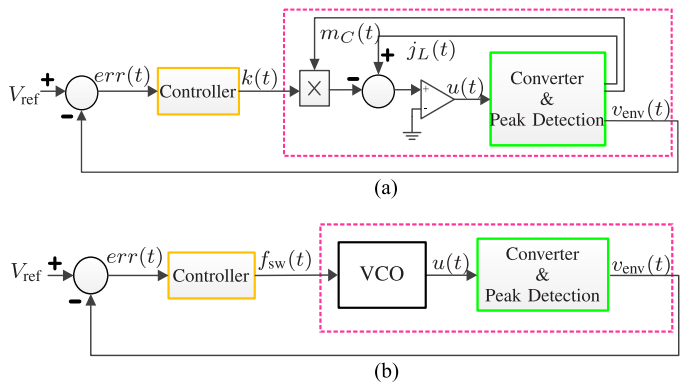 m_C(t)
+
j_L(t)
V_ref
+
err(t)
Controller
k(t)
×
-
+
-
u(t)
Converter
&
Peak Detection
v_env(t)
-
(a)
V_ref
+
err(t)
Controller
f_sw(t)
VCO
u(t)
Converter
&
Peak Detection
v_env(t)
-
(b)